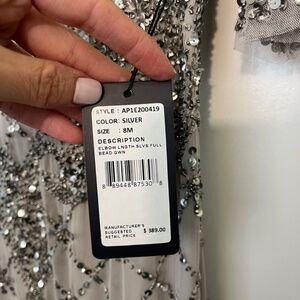 STYLE : AP1E200419
COLOR: SILVER
SIZE : 8M
DESCRIPTION
ELBOW LNGTH SLVS FULL
BEAD GWN
8 89448 87530 8
MANUFACTURER'S
SUGGESTED
RETAIL PRICE $ 389.00